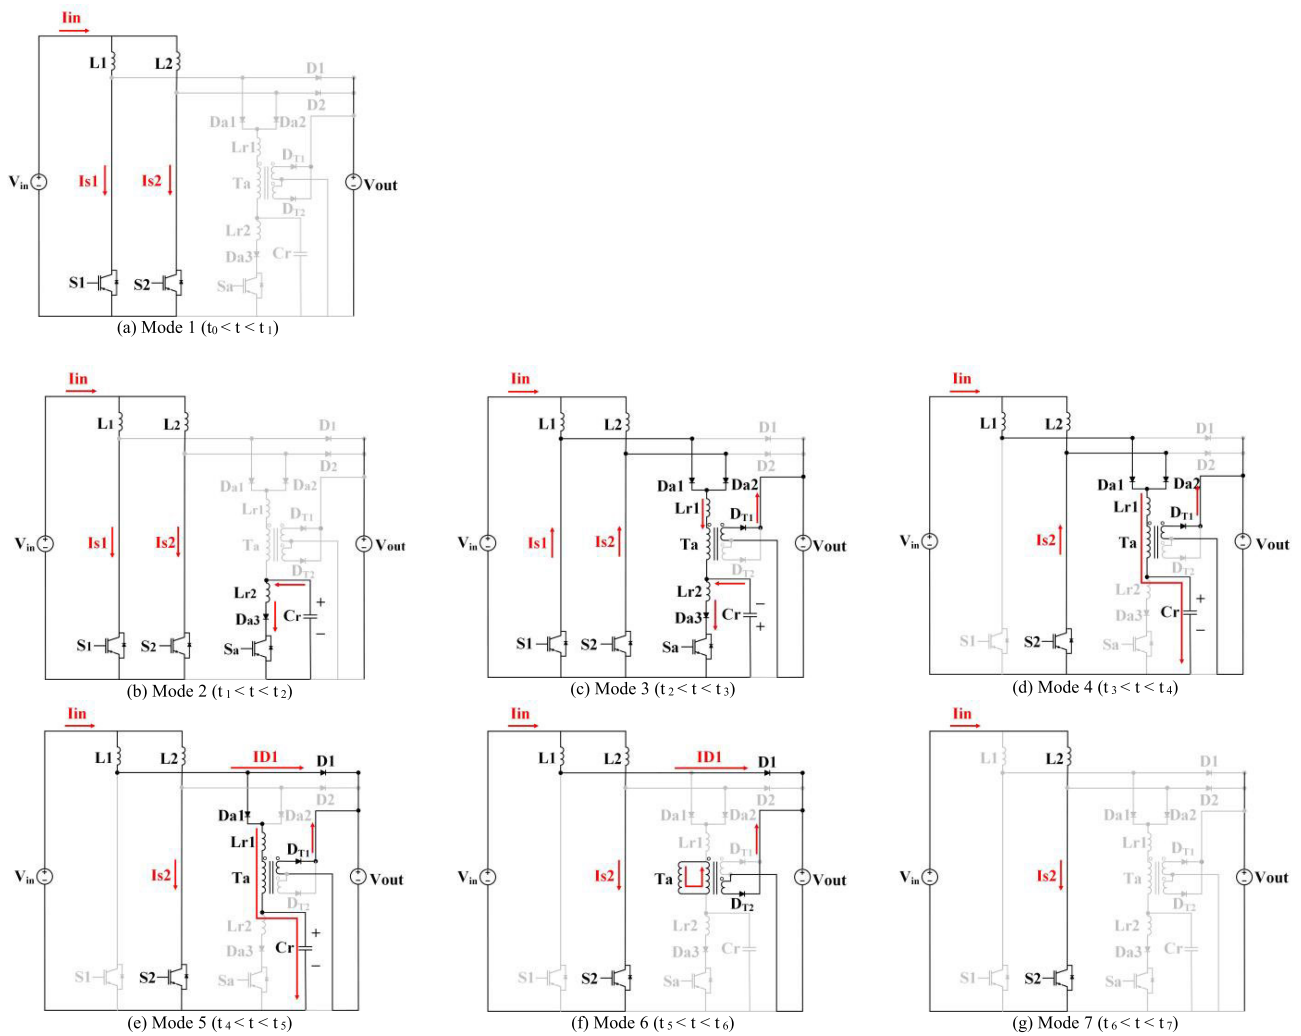 Iin
L1 L2
D1
D2
Da1 Da2
Lr1
DT1
Vin Is1 Is2 Ta Vout
DT2
Lr2
Da3 Cr
S1 S2 Sa
(a) Mode 1 (t0 < t < t1)
Iin
L1 L2
D1
D2
Da1 Da2
Lr1
DT1
Vin Is1 Is2 Ta Vout
DT2
Lr2
Da3 Cr + −
S1 S2 Sa
(b) Mode 2 (t1 < t < t2)
Iin
L1 L2
D1
D2
Da1 Da2
Lr1
DT1
Vin Is1 Is2 Ta Vout
DT2
Lr2
Da3 Cr − +
S1 S2 Sa
(c) Mode 3 (t2 < t < t3)
Iin
L1 L2
D1
D2
Da1 Da2
Lr1
DT1
Vin Is2 Ta Vout
DT2
Lr2
Da3 Cr + −
S1 S2 Sa
(d) Mode 4 (t3 < t < t4)
Iin
L1 L2 ID1 D1
D2
Da1 Da2
Lr1
DT1
Vin Is2 Ta Vout
DT2
Lr2
Da3 Cr + −
S1 S2 Sa
(e) Mode 5 (t4 < t < t5)
Iin
L1 L2 ID1 D1
D2
Da1 Da2
Lr1
DT1
Vin Is2 Ta Vout
DT2
Lr2
Da3 Cr
S1 S2 Sa
(f) Mode 6 (t5 < t < t6)
Iin
L1 L2 D1
D2
Da1 Da2
Lr1
DT1
Vin Is2 Ta Vout
DT2
Lr2
Da3 Cr
S1 S2 Sa
(g) Mode 7 (t6 < t < t7)